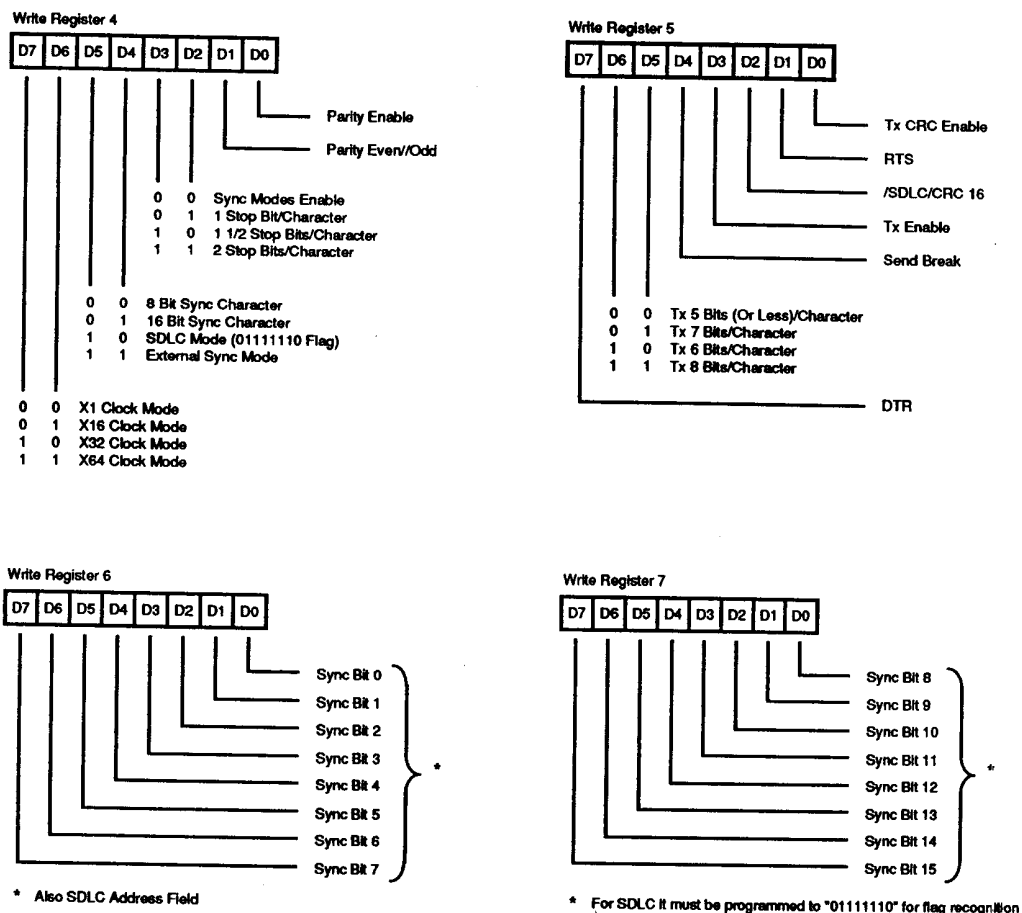 Write Register 4
D7 D6 D5 D4 D3 D2 D1 D0
Parity Enable
Parity Even//Odd
0 0 Sync Modes Enable
0 1 1 Stop Bit/Character
1 0 1 1/2 Stop Bits/Character
1 1 2 Stop Bits/Character
0 0 8 Bit Sync Character
0 1 16 Bit Sync Character
1 0 SDLC Mode (01111110 Flag)
1 1 External Sync Mode
0 0 X1 Clock Mode
0 1 X16 Clock Mode
1 0 X32 Clock Mode
1 1 X64 Clock Mode
Write Register 5
D7 D6 D5 D4 D3 D2 D1 D0
Tx CRC Enable
RTS
/SDLC/CRC 16
Tx Enable
Send Break
0 0 Tx 5 Bits (Or Less)/Character
0 1 Tx 7 Bits/Character
1 0 Tx 6 Bits/Character
1 1 Tx 8 Bits/Character
DTR
Write Register 6
D7 D6 D5 D4 D3 D2 D1 D0
Sync Bit 0
Sync Bit 1
Sync Bit 2
Sync Bit 3
*
Sync Bit 4
Sync Bit 5
Sync Bit 6
Sync Bit 7
* Also SDLC Address Field
Write Register 7
D7 D6 D5 D4 D3 D2 D1 D0
Sync Bit 8
Sync Bit 9
Sync Bit 10
Sync Bit 11
*
Sync Bit 12
Sync Bit 13
Sync Bit 14
Sync Bit 15
* For SDLC It must be programmed to "01111110" for flag recognition